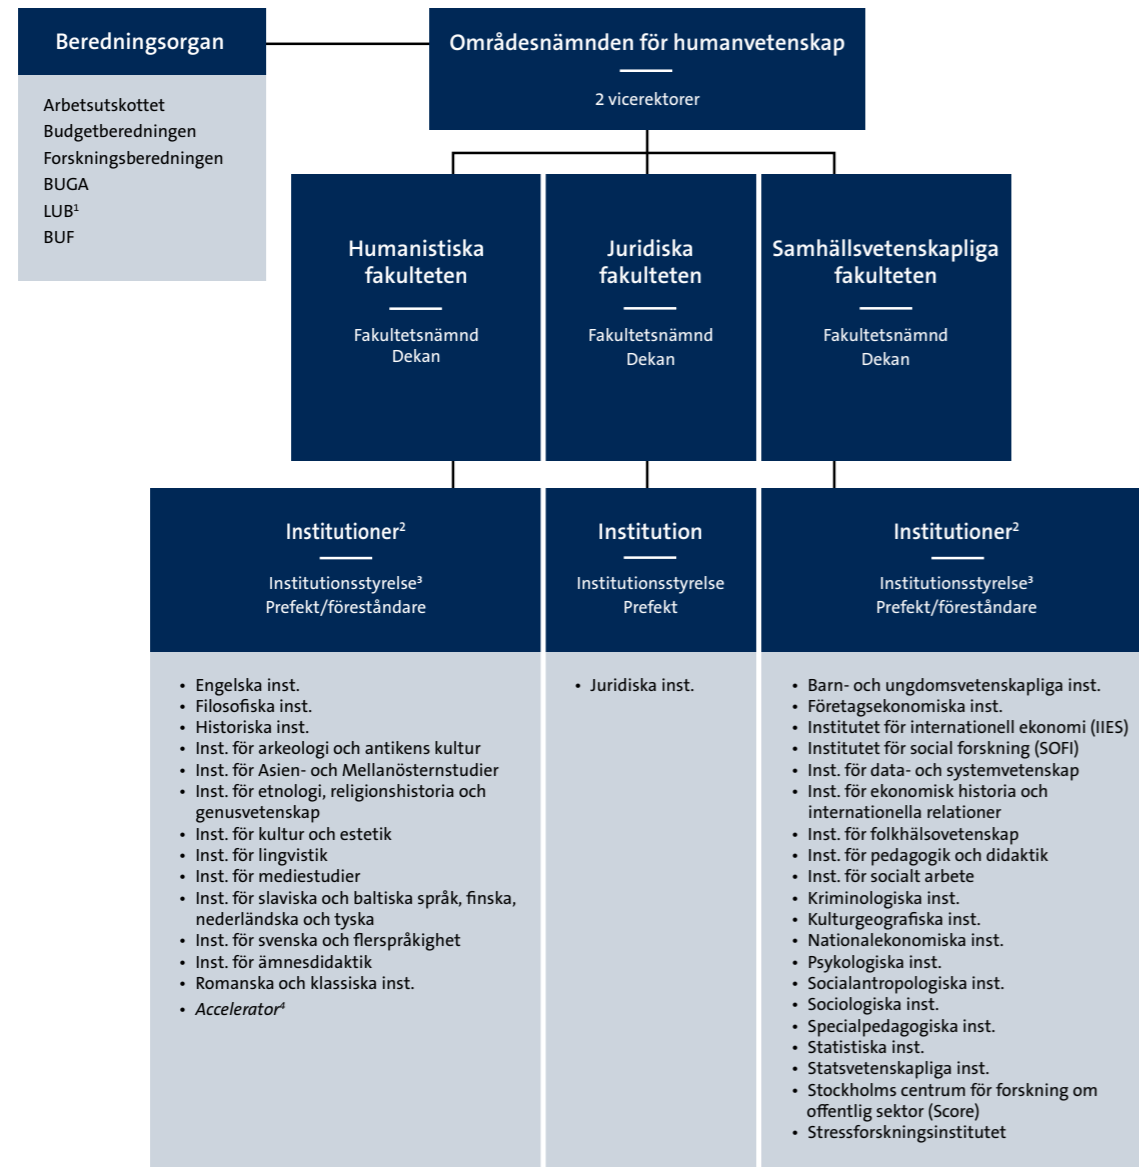 Beredningsorgan
Arbetsutskottet
Budgetberedningen
Forskningsberedningen
BUGA
LUB¹
BUF
Områdesnämnden för humanvetenskap
2 vicerektorer
Humanistiska
fakulteten
Fakultetsnämnd
Dekan
Juridiska
fakulteten
Fakultetsnämnd
Dekan
Samhällsvetenskapliga
fakulteten
Fakultetsnämnd
Dekan
Institutioner²
Institutionsstyrelse³
Prefekt/föreståndare
• Engelska inst.
• Filosofiska inst.
• Historiska inst.
• Inst. för arkeologi och antikens kultur
• Inst. för Asien- och Mellanösternstudier
• Inst. för etnologi, religionshistoria och
genusvetenskap
• Inst. för kultur och estetik
• Inst. för lingvistik
• Inst. för mediestudier
• Inst. för slaviska och baltiska språk, finska,
nederländska och tyska
• Inst. för svenska och flerspråkighet
• Inst. för ämnesdidaktik
• Romanska och klassiska inst.
• Accelerator⁴
Institution
Institutionsstyrelse
Prefekt
• Juridiska inst.
Institutioner²
Institutionsstyrelse³
Prefekt/föreståndare
• Barn- och ungdomsvetenskapliga inst.
• Företagsekonomiska inst.
• Institutet för internationell ekonomi (IIES)
• Institutet för social forskning (SOFI)
• Inst. för data- och systemvetenskap
• Inst. för ekonomisk historia och
internationella relationer
• Inst. för folkhälsovetenskap
• Inst. för pedagogik och didaktik
• Inst. för socialt arbete
• Kriminologiska inst.
• Kulturgeografiska inst.
• Nationalekonomiska inst.
• Psykologiska inst.
• Socialantropologiska inst.
• Sociologiska inst.
• Specialpedagogiska inst.
• Statistiska inst.
• Statsvetenskapliga inst.
• Stockholms centrum för forskning om
offentlig sektor (Score)
• Stressforskningsinstitutet